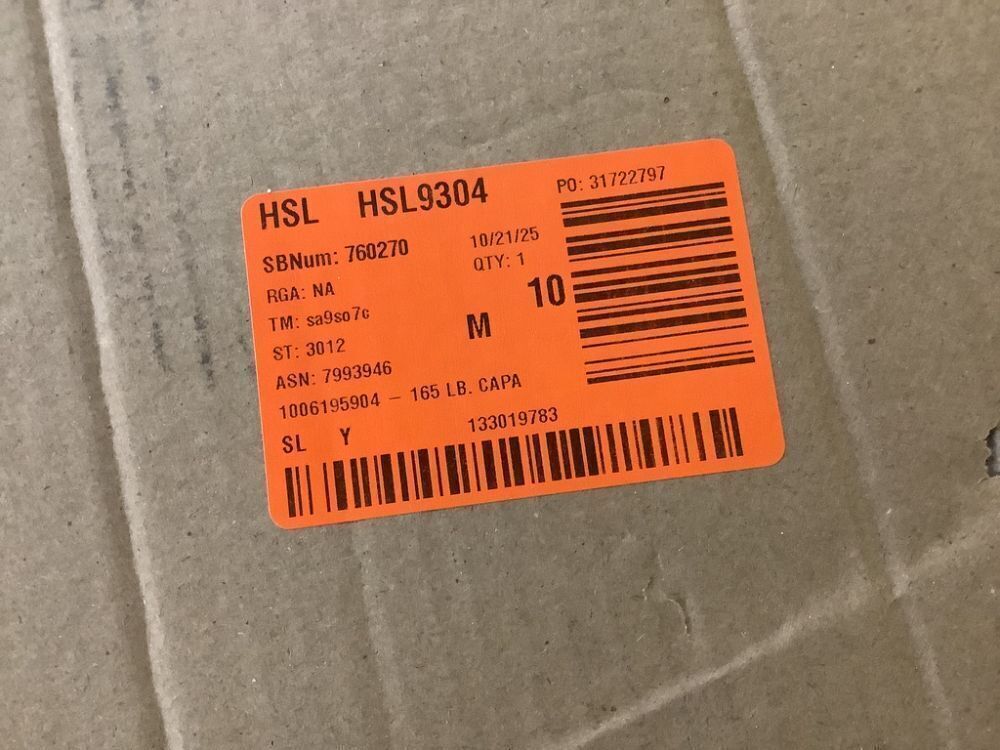 HSL HSL9304 PO: 31722797
SBNum: 760270 10/21/25
RGA: NA QTY: 1
TM: sa9so7c M 10
ST: 3012
ASN: 7993946
1006195904 – 165 LB. CAPA
SL Y 133019783